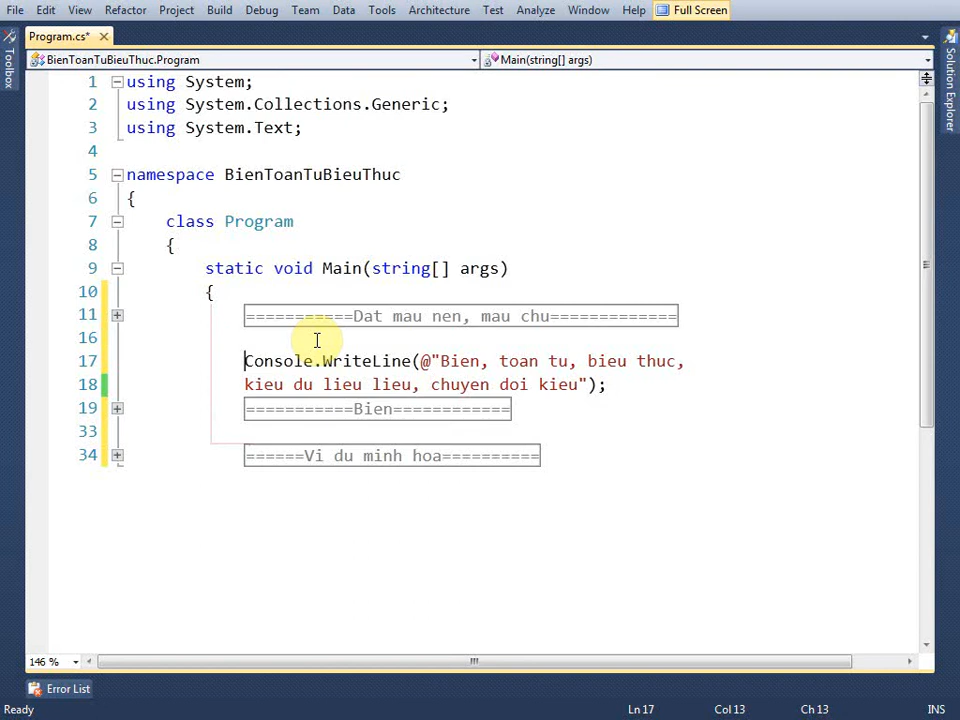 File Edit View Refactor Project Build Debug Team Data Tools Architecture Test Analyze Window Help Full Screen
Program.cs*
Toolbox
Solution Explorer
BienToanTuBieuThuc.Program Main(string[] args)
1 using System;
2 using System.Collections.Generic;
3 using System.Text;
4
5 namespace BienToanTuBieuThuc
6 {
7 class Program
8 {
9 static void Main(string[] args)
10 {
11 ===========Dat mau nen, mau chu=============
16
17 Console.WriteLine(@"Bien, toan tu, bieu thuc,
18 kieu du lieu lieu, chuyen doi kieu");
19 ===========Bien============
33
34 ======Vi du minh hoa==========
146 %
Error List
Ready Ln 17 Col 13 Ch 13 INS